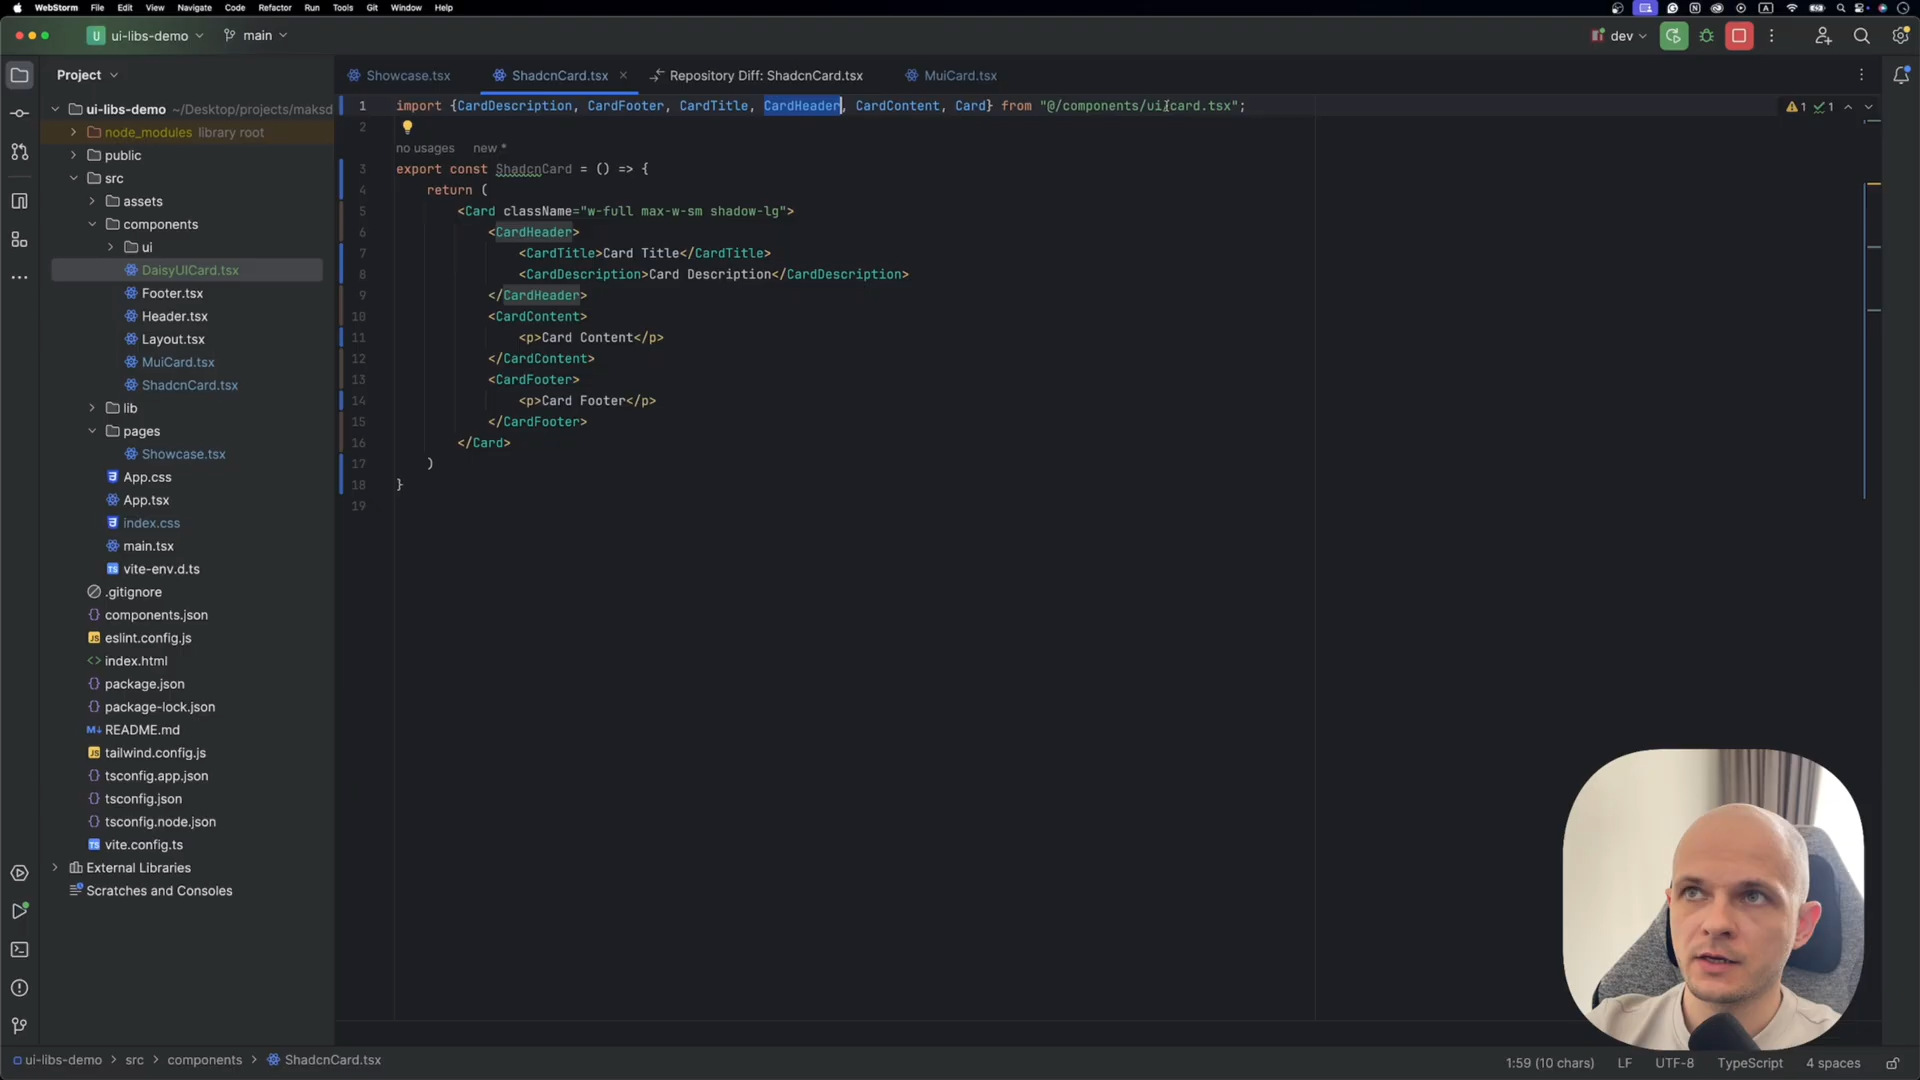 WebStorm File Edit View Navigate Code Refactor Run Tools Git Window Help
U ui-libs-demo main dev
Project
Showcase.tsx ShadcnCard.tsx Repository Diff: ShadcnCard.tsx MuiCard.tsx
ui-libs-demo ~/Desktop/projects/maksd
node_modules library root
public
src
assets
components
ui
DaisyUICard.tsx
Footer.tsx
Header.tsx
Layout.tsx
MuiCard.tsx
ShadcnCard.tsx
lib
pages
Showcase.tsx
App.css
App.tsx
index.css
main.tsx
TS vite-env.d.ts
.gitignore
{} components.json
JS eslint.config.js
<> index.html
{} package.json
{} package-lock.json
M↓ README.md
JS tailwind.config.js
{} tsconfig.app.json
{} tsconfig.json
{} tsconfig.node.json
TS vite.config.ts
External Libraries
Scratches and Consoles
1 import {CardDescription, CardFooter, CardTitle, CardHeader, CardContent, Card} from "@/components/ui/card.tsx"; 1 1
2
no usages new *
3 export const ShadcnCard = () => {
4 return (
5 <Card className="w-full max-w-sm shadow-lg">
6 <CardHeader>
7 <CardTitle>Card Title</CardTitle>
8 <CardDescription>Card Description</CardDescription>
9 </CardHeader>
10 <CardContent>
11 <p>Card Content</p>
12 </CardContent>
13 <CardFooter>
14 <p>Card Footer</p>
15 </CardFooter>
16 </Card>
17 )
18 }
19
ui-libs-demo > src > components > ShadcnCard.tsx 1:59 (10 chars) LF UTF-8 TypeScript 4 spaces